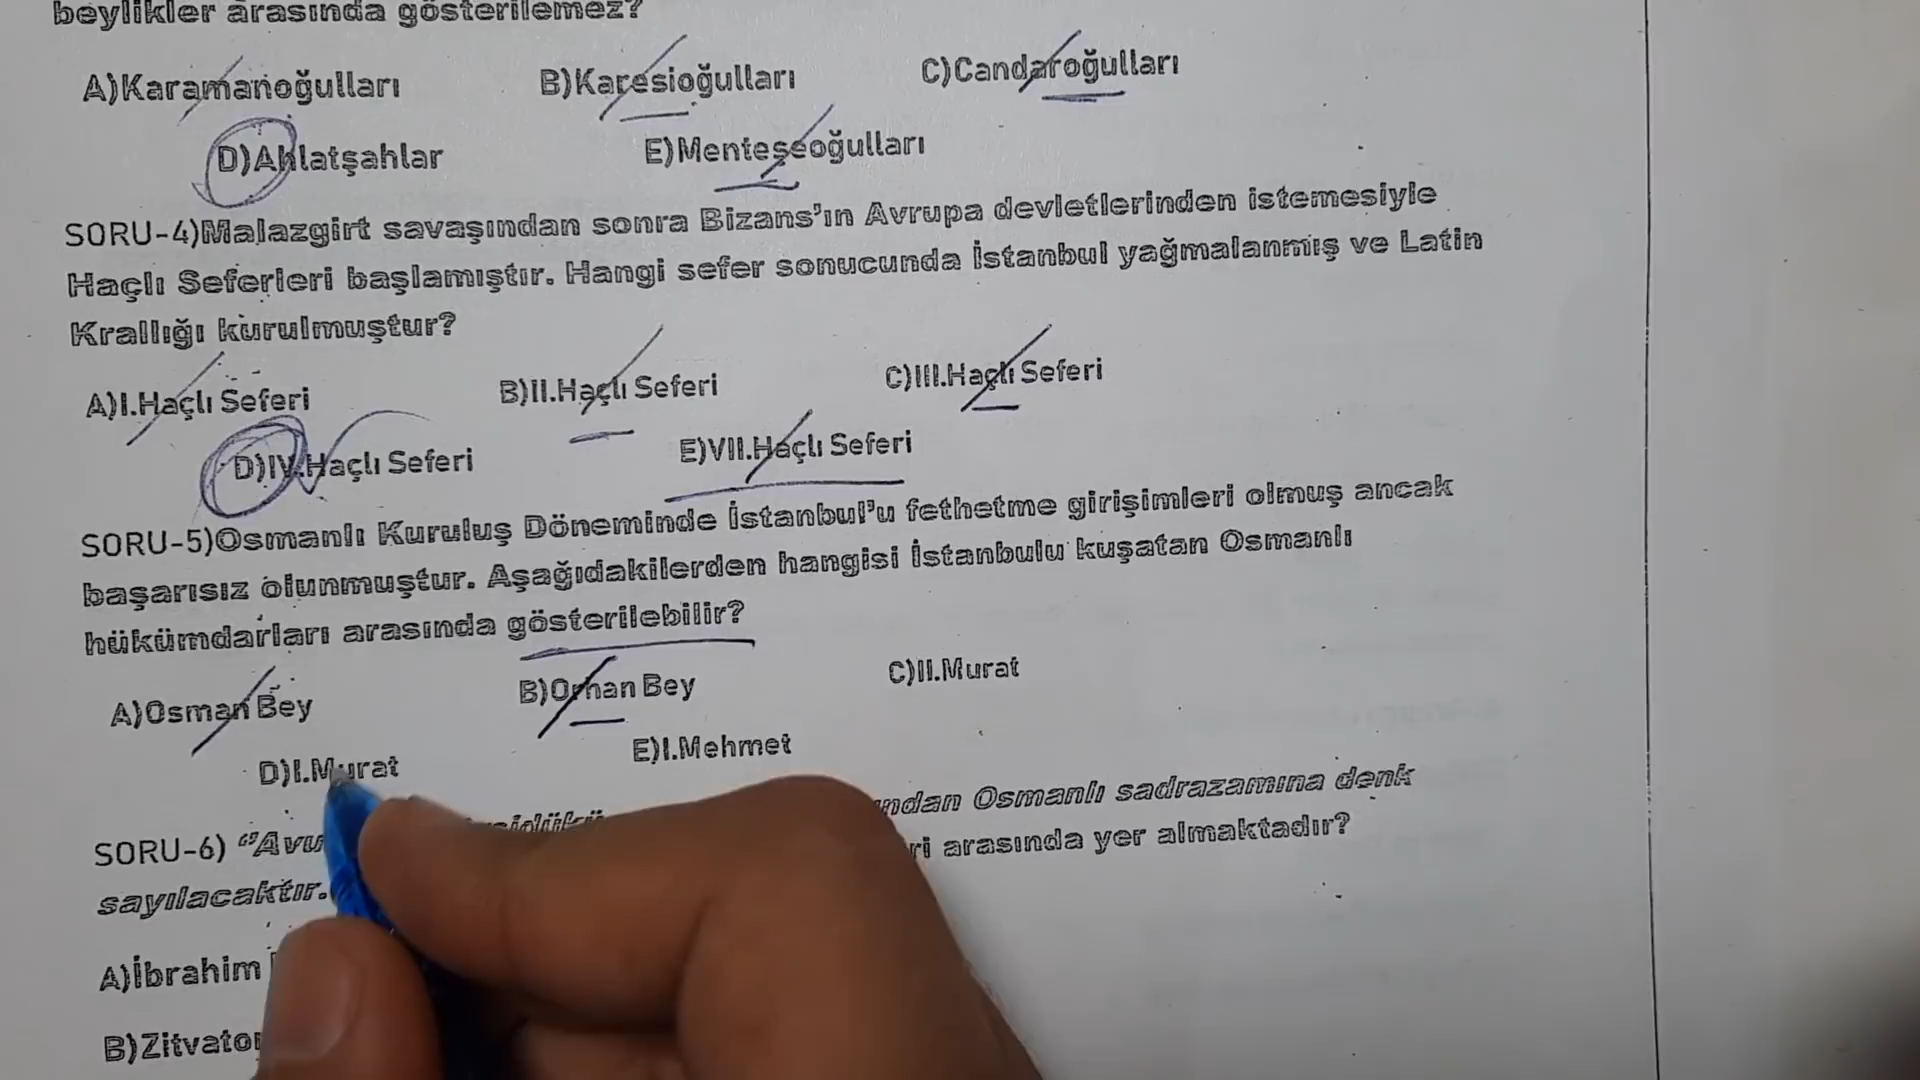 beylikler arasında gösterilemez?
A)Karamanoğulları B)Karesioğulları C)Candaroğulları
D)Ahlatşahlar E)Menteşeoğulları
SORU-4)Malazgirt savaşından sonra Bizans'ın Avrupa devletlerinden istemesiyle
Haçlı Seferleri başlamıştır. Hangi sefer sonucunda İstanbul yağmalanmış ve Latin
Krallığı kurulmuştur?
A)I.Haçlı Seferi B)II.Haçlı Seferi C)III.Haçlı Seferi
D)IV.Haçlı Seferi E)VII.Haçlı Seferi
SORU-5)Osmanlı Kuruluş Döneminde İstanbul'u fethetme girişimleri olmuş ancak
başarısız olunmuştur. Aşağıdakilerden hangisi İstanbulu kuşatan Osmanlı
hükümdarları arasında gösterilebilir?
A)Osman Bey B)Orhan Bey C)II.Murat
D)I.Murat E)I.Mehmet
SORU-6) Osmanlı sadrazamına denk
sayılacaktır. arasında yer almaktadır?
A)İbrahim
B)